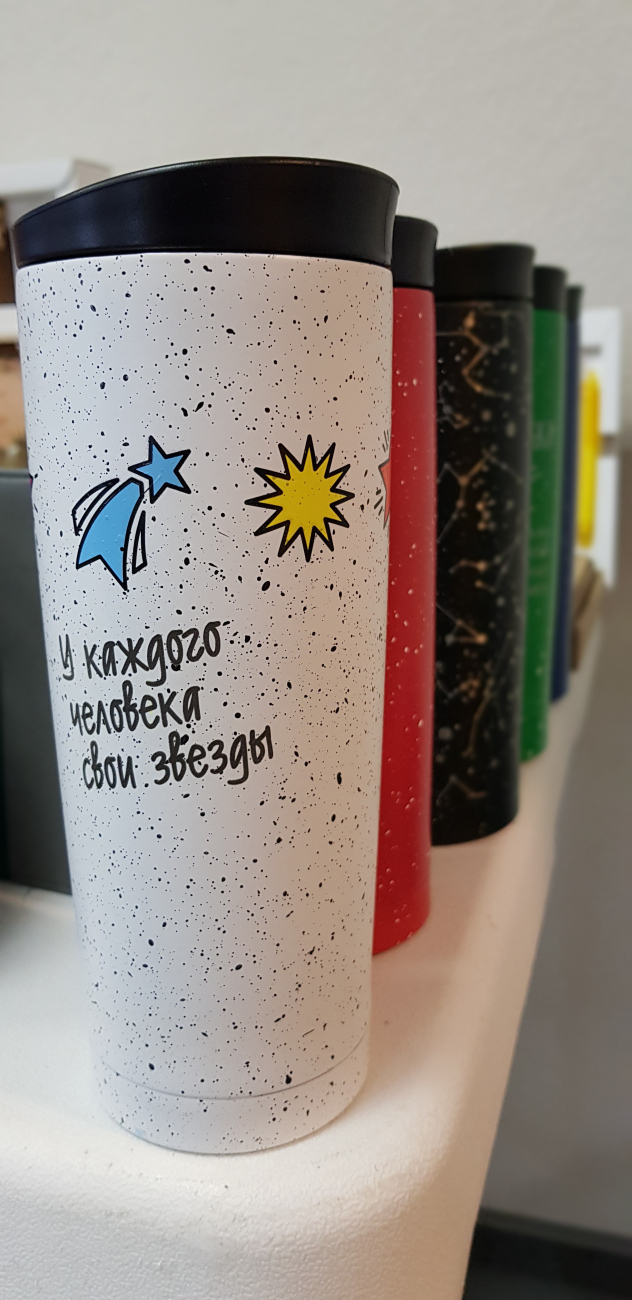 У каждого
человека
свои звезды